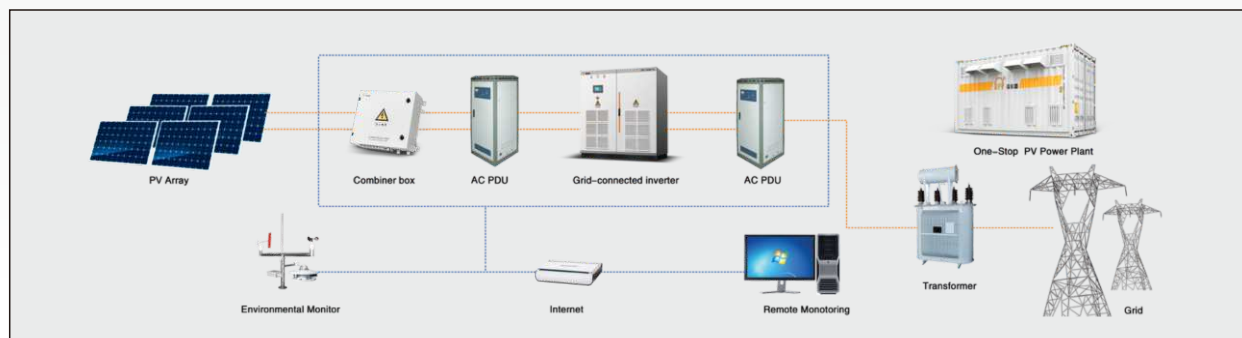 One-Stop PV Power Plant
PV Array
Combiner box
AC PDU
Grid-connected inverter
AC PDU
Environmental Monitor
Internet
Remote Monotoring
Transformer
Grid